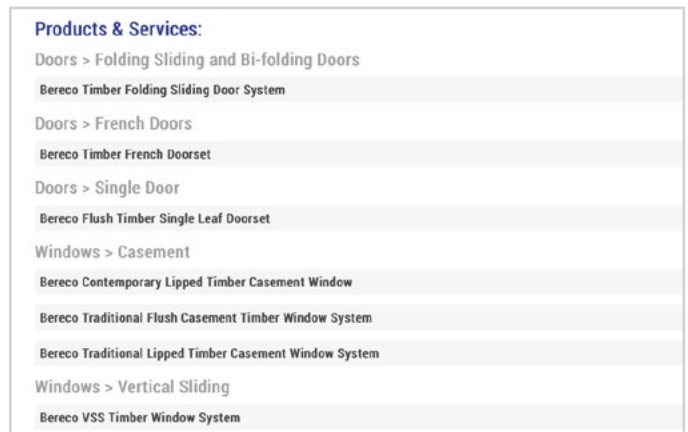 Products & Services:
Doors > Folding Sliding and Bi-folding Doors
Bereco Timber Folding Sliding Door System
Doors > French Doors
Bereco Timber French Doorset
Doors > Single Door
Bereco Flush Timber Single Leaf Doorset
Windows > Casement
Bereco Contemporary Lipped Timber Casement Window
Bereco Traditional Flush Casement Timber Window System
Bereco Traditional Lipped Timber Casement Window System
Windows > Vertical Sliding
Bereco VSS Timber Window System